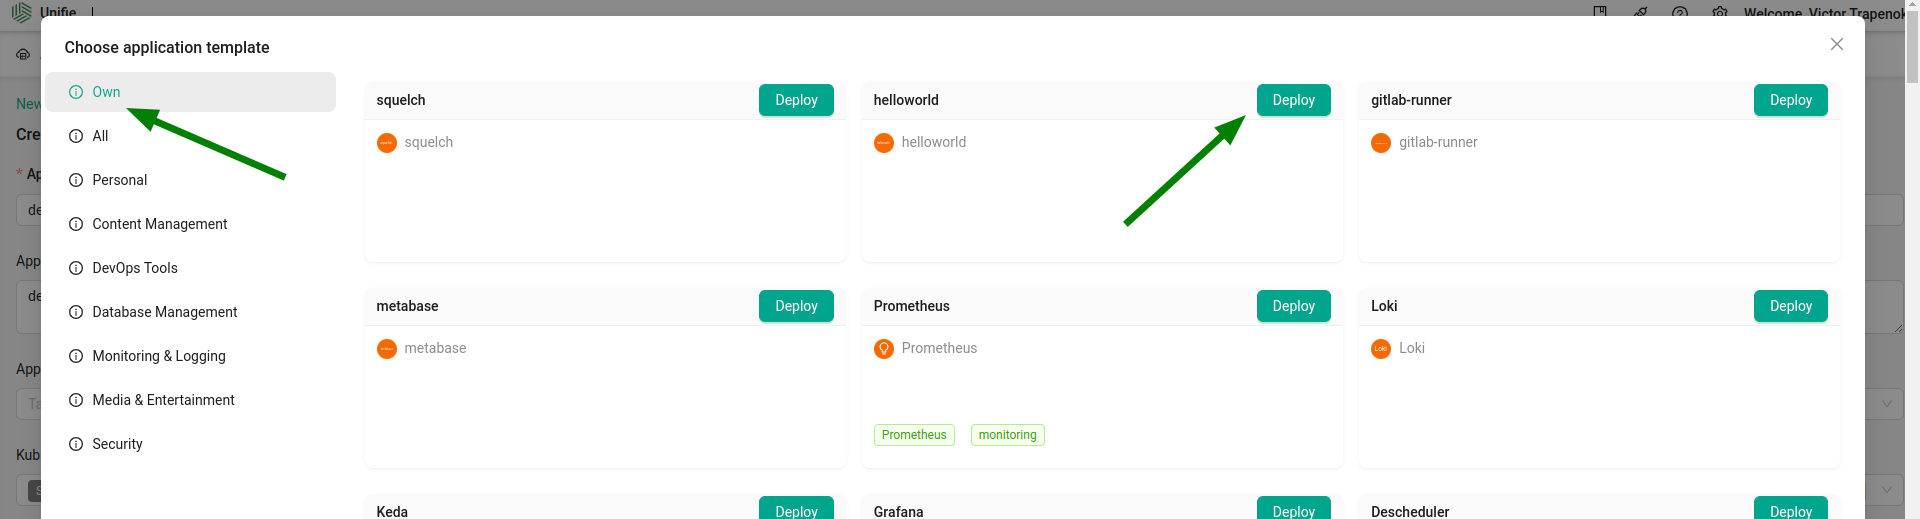 Unifie
Welcome, Victor Trapenok
Choose application template
Own
All
Personal
Content Management
DevOps Tools
Database Management
Monitoring & Logging
Media & Entertainment
Security
squelch
Deploy
squelch
helloworld
Deploy
helloworld
gitlab-runner
Deploy
gitlab-runner
metabase
Deploy
metabase
Prometheus
Deploy
Prometheus
Prometheus
monitoring
Loki
Deploy
Loki
Loki
Keda
Deploy
Grafana
Deploy
Descheduler
Deploy
New
Cre
* Ap
de
App
de
App
Ta
Kub
S